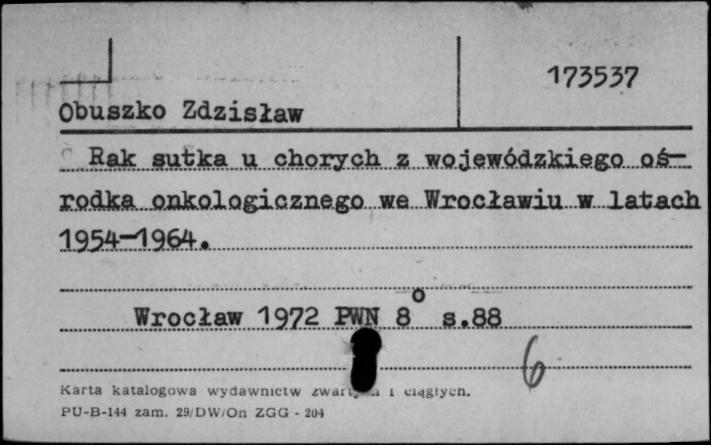 173537
Obuszko Zdzisław
Rak sutka u chorych z wojewódzkiego oś-
rodka onkologicznego we Wrocławiu w latach
1954-1964.
Wrocław 1972 PWN 8° s.88
6
Karta katalogowa wydawnictw i ciągłych.
PU-B-144 zam. 29/DW/On ZGG - 204